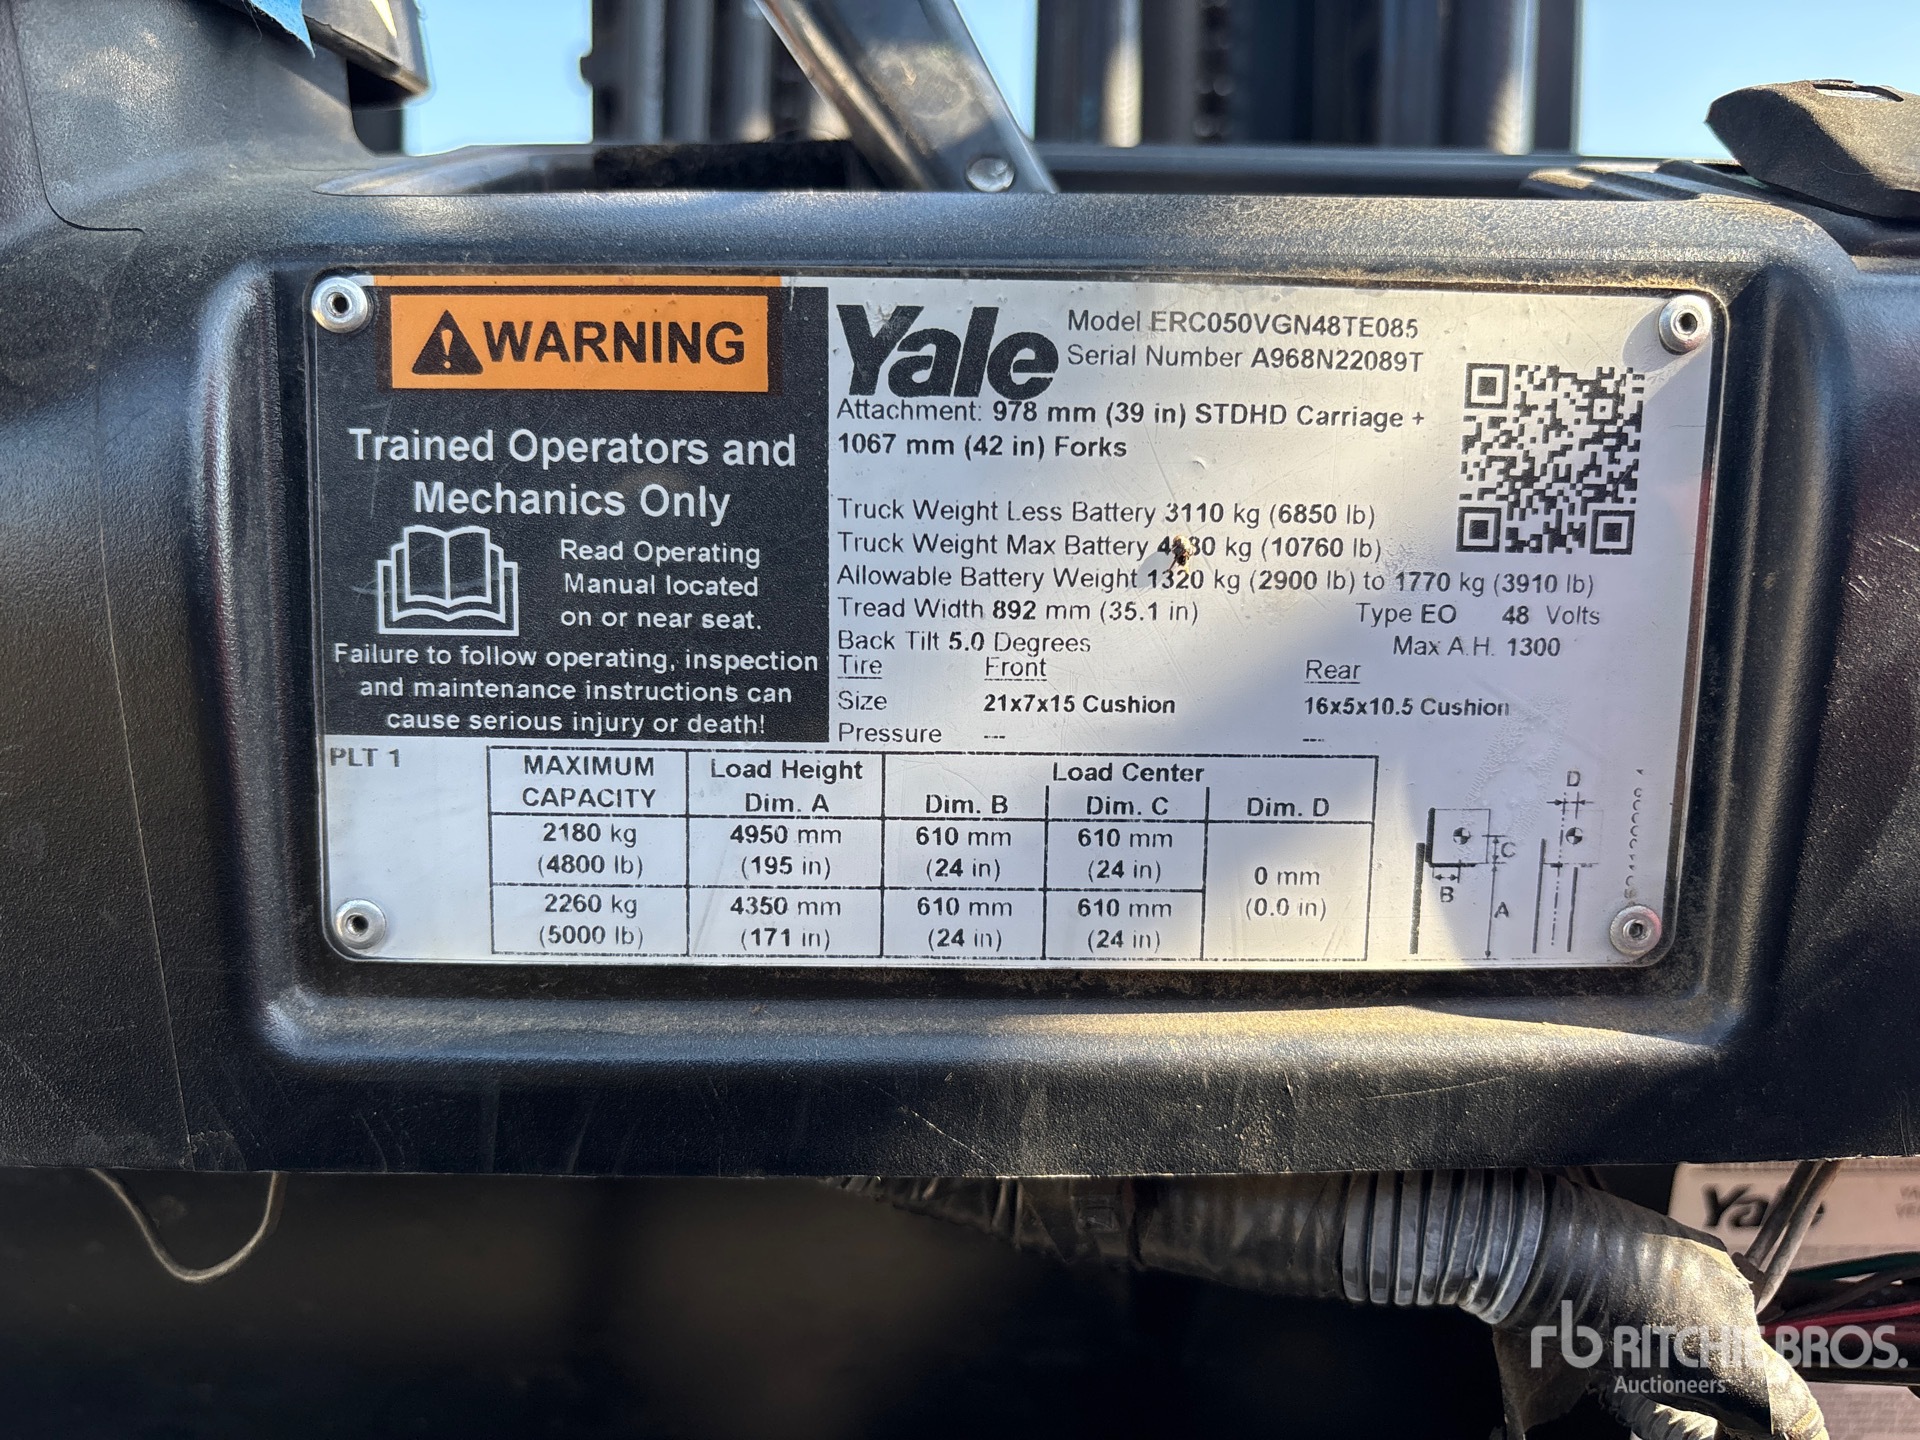 WARNING
Trained Operators and
Mechanics Only
Read Operating
Manual located
on or near seat.
Failure to follow operating, inspection
and maintenance instructions can
cause serious injury or death!
Yale
Model ERC050VGN48TE085
Serial Number A968N22089T
Attachment: 978 mm (39 in) STDHD Carriage +
1067 mm (42 in) Forks
Truck Weight Less Battery 3110 kg (6850 lb)
Truck Weight Max Battery kg (10760 lb)
Allowable Battery Weight 1320 kg (2900 lb) to 1770 kg (3910 lb)
Tread Width 892 mm (35.1 in) Type EO 48 Volts
Back Tilt 5.0 Degrees Max A.H. 1300
Tire Front Rear
Size 21x7x15 Cushion 16x5x10.5 Cushion
Pressure --- ---
PLT 1
MAXIMUM CAPACITY Load Height Load Center
Dim. A Dim. B Dim. C Dim. D
2180 kg 4950 mm 610 mm 610 mm
(4800 lb) (195 in) (24 in) (24 in)
0 mm
(0.0 in)
2260 kg 4350 mm 610 mm 610 mm
(5000 lb) (171 in) (24 in) (24 in)
D
C
B
A
Yale
rb RITCHIE BROS.
Auctioneers